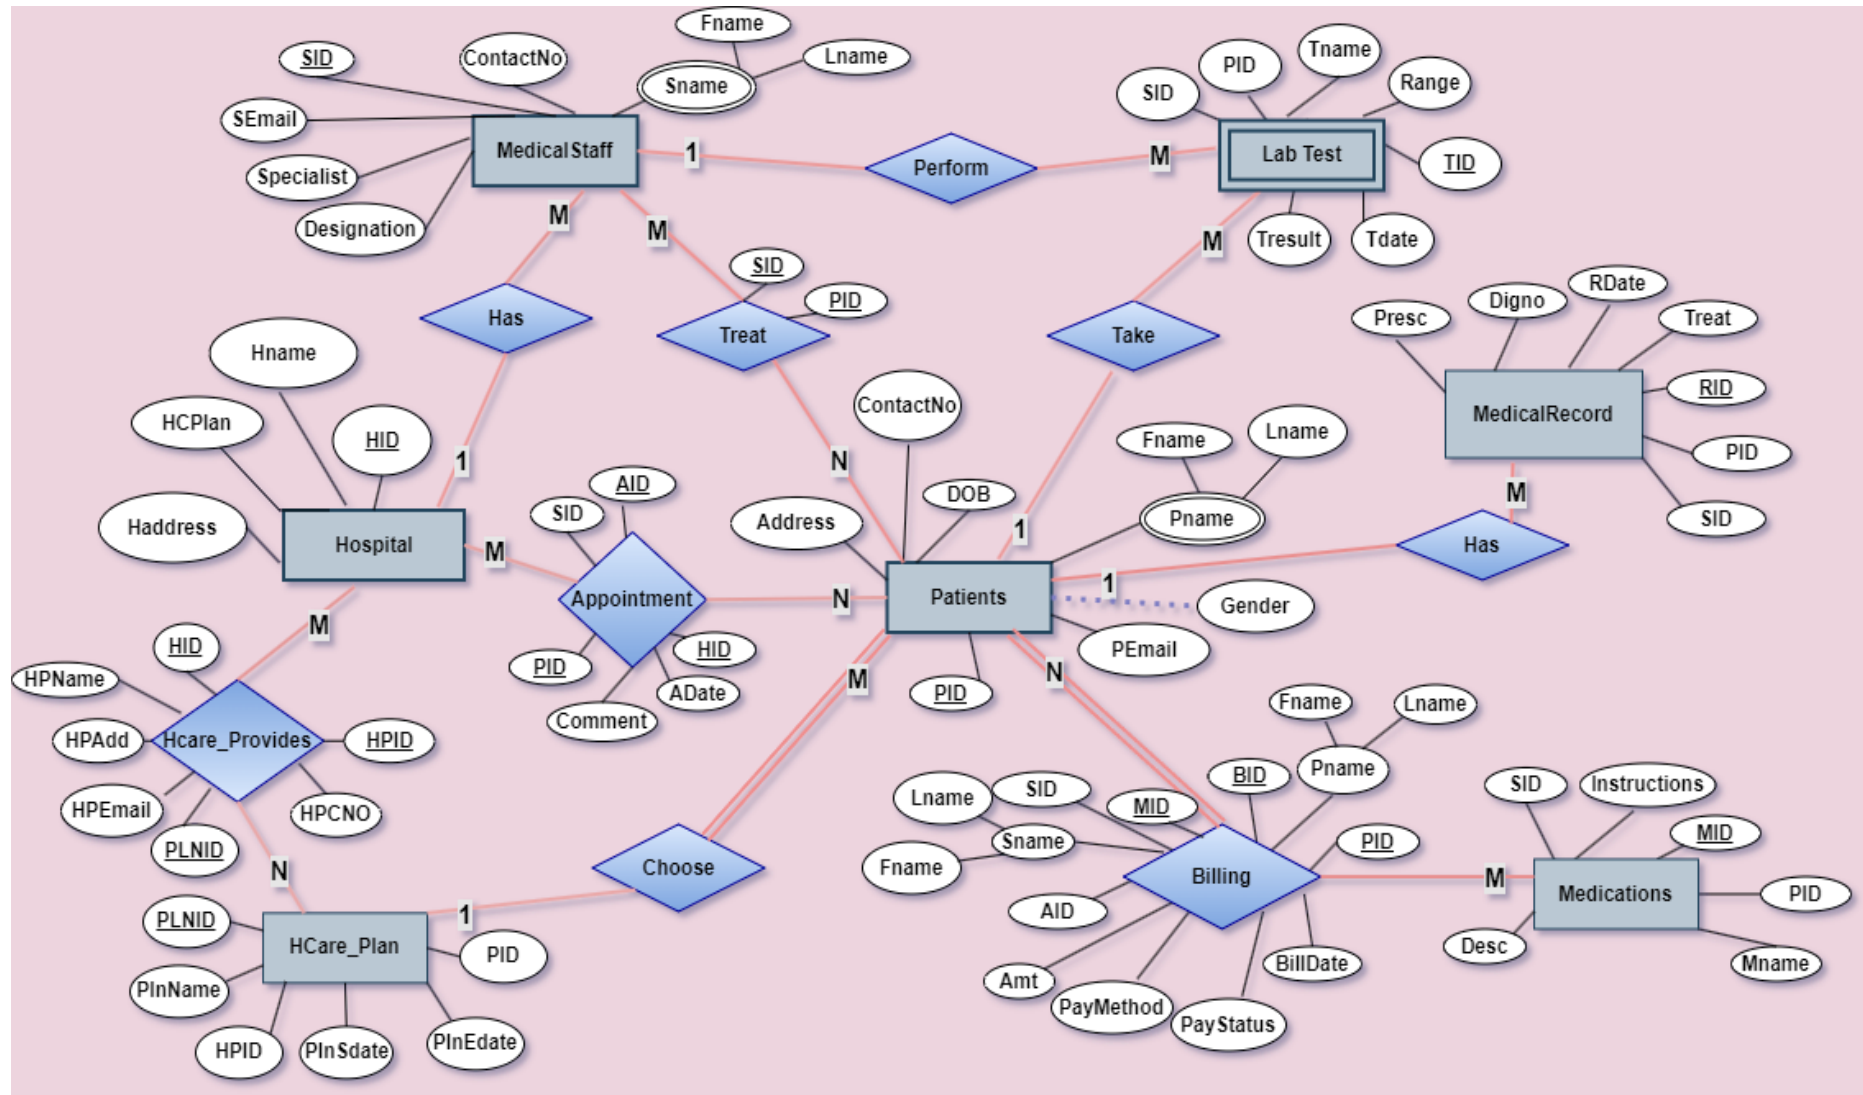 Fname
Lname
SID
ContactNo
Sname
SEmail
MedicalStaff
Specialist
Designation
1
Perform
M
Tname
PID
Range
SID
Lab Test
TID
Tresult
Tdate
M
M
M
SID
PID
Has
Treat
Take
RDate
Digno
Presc
Treat
RID
MedicalRecord
PID
SID
M
Hname
HCPlan
HID
Haddress
1
Hospital
N
ContactNo
DOB
Address
1
Fname
Lname
Pname
Has
1
Patients
Gender
PEmail
PID
AID
SID
M
Appointment
N
PID
HID
ADate
Comment
M
HID
HPName
HPAdd
Hcare_Provides
HPID
HPEmail
HPCNO
PLNID
N
M
N
Choose
1
PLNID
HCare_Plan
PID
PlnName
HPID
PlnSdate
PlnEdate
Fname
Lname
Pname
BID
MID
SID
Lname
Sname
Fname
PID
Billing
AID
Amt
PayMethod
PayStatus
BillDate
M
SID
Instructions
MID
Medications
PID
Desc
Mname